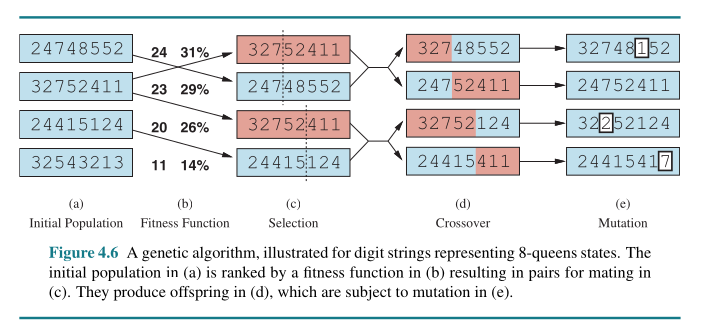 24748552 24 31% 32752411 32748552 32748152
32752411 23 29% 24748552 24752411 24752411
24415124 20 26% 32752411 32752124 32252124
32543213 11 14% 24415124 24415411 24415417
(a) (b) (c) (d) (e)
Initial Population Fitness Function Selection Crossover Mutation
Figure 4.6 A genetic algorithm, illustrated for digit strings representing 8-queens states. The
initial population in (a) is ranked by a fitness function in (b) resulting in pairs for mating in
(c). They produce offspring in (d), which are subject to mutation in (e).